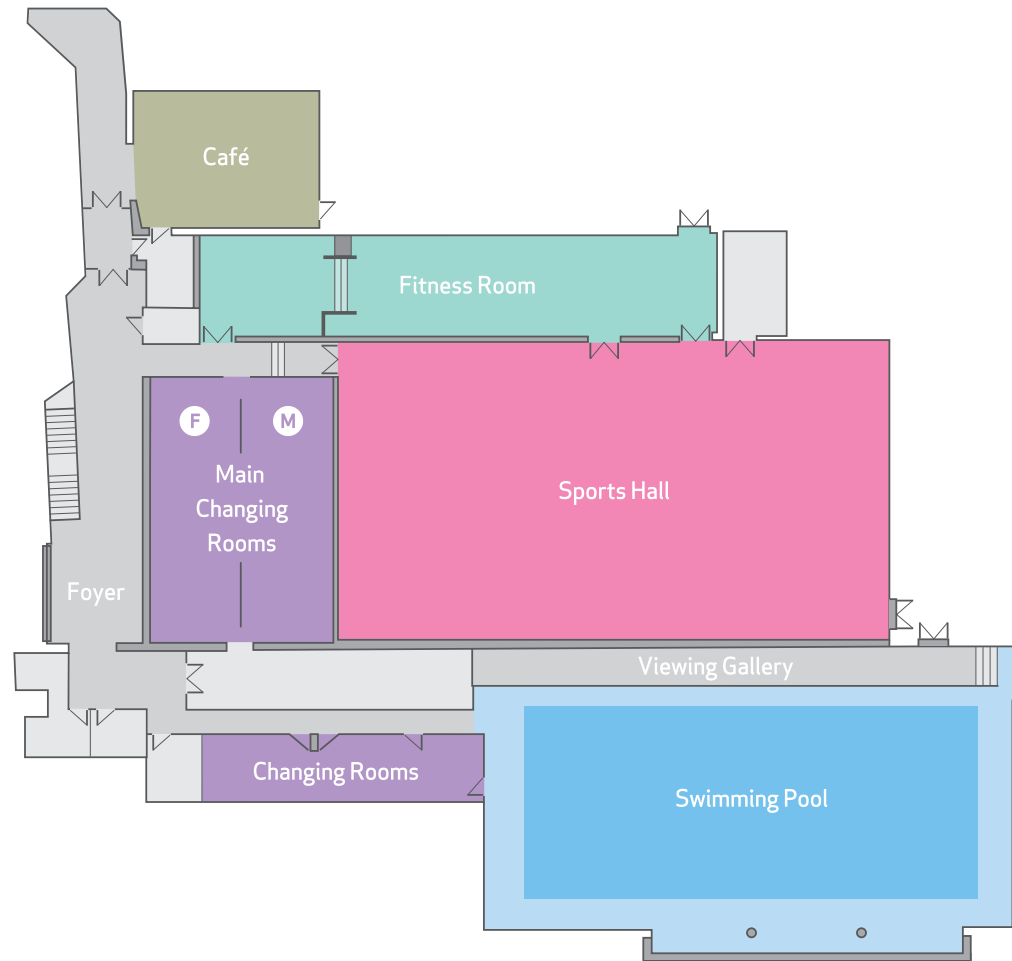 Café
Fitness Room
F
M
Main
Changing
Rooms
Sports Hall
Foyer
Viewing Gallery
Changing Rooms
Swimming Pool